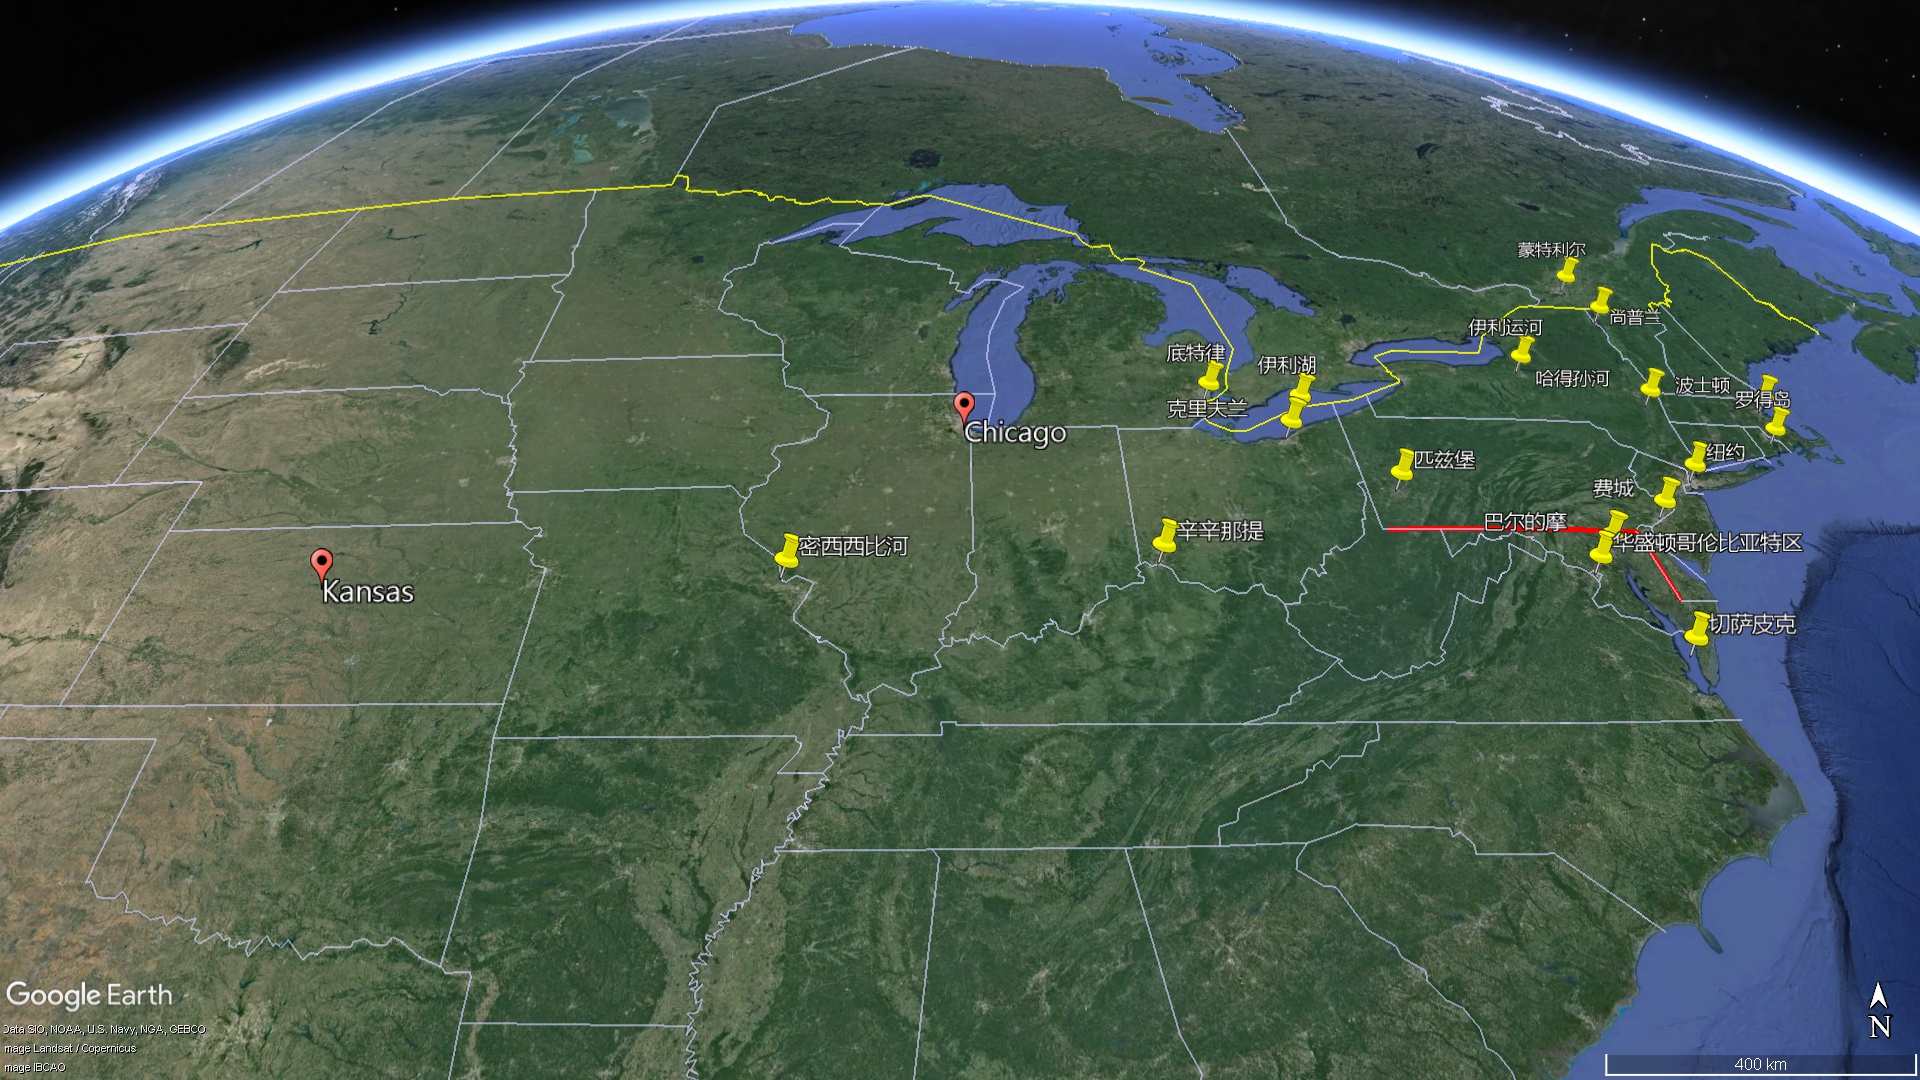 蒙特利尔
尚普兰
伊利运河
底特律
伊利湖
哈得孙河
波士顿
罗得岛
克里夫兰
Chicago
纽约
匹兹堡
费城
巴尔的摩
辛辛那提
华盛顿哥伦比亚特区
密西西比河
Kansas
切萨皮克
Google Earth
Data SIO, NOAA, U.S. Navy, NGA, GEBCO
mage Landsat / Copernicus
mage IBCAO
N
400 km